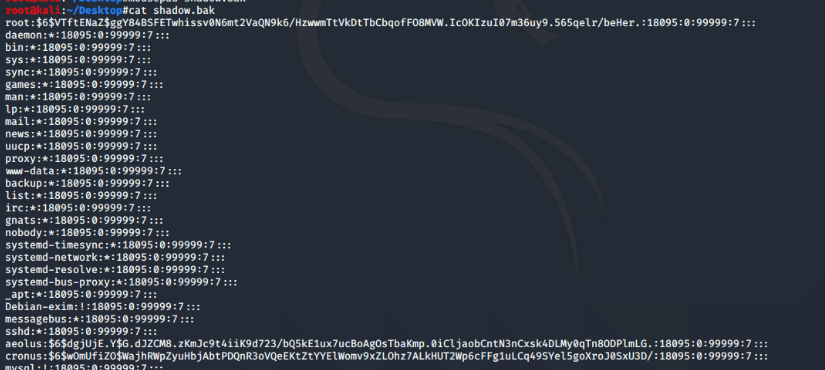 root@kali:~/Desktop#cat shadow.bak
root:$6$VTftENaZ$ggY84BSFETwhissv0N6mt2VaQN9k6/HzwwmTtVkDtTbCbqofFO8MVW.IcOKIzuI07m36uy9.565qelr/beHer.:18095:0:99999:7:::
daemon:*:18095:0:99999:7:::
bin:*:18095:0:99999:7:::
sys:*:18095:0:99999:7:::
sync:*:18095:0:99999:7:::
games:*:18095:0:99999:7:::
man:*:18095:0:99999:7:::
lp:*:18095:0:99999:7:::
mail:*:18095:0:99999:7:::
news:*:18095:0:99999:7:::
uucp:*:18095:0:99999:7:::
proxy:*:18095:0:99999:7:::
www-data:*:18095:0:99999:7:::
backup:*:18095:0:99999:7:::
list:*:18095:0:99999:7:::
irc:*:18095:0:99999:7:::
gnats:*:18095:0:99999:7:::
nobody:*:18095:0:99999:7:::
systemd-timesync:*:18095:0:99999:7:::
systemd-network:*:18095:0:99999:7:::
systemd-resolve:*:18095:0:99999:7:::
systemd-bus-proxy:*:18095:0:99999:7:::
_apt:*:18095:0:99999:7:::
Debian-exim:!:18095:0:99999:7:::
messagebus:*:18095:0:99999:7:::
sshd:*:18095:0:99999:7:::
aeolus:$6$dgjUjE.Y$G.dJZCM8.zKmJc9t4iiK9d723/bQ5kE1ux7ucBoAgOsTbaKmp.0iCljaobCntN3nCxsk4DLMy0qTn8ODPlmLG.:18095:0:99999:7:::
cronus:$6$wOmUfiZO$WajhRWpZyuHbjAbtPDQnR3oVQeEKtZtYYElWomv9xZLOhz7ALkHUT2Wp6cFFg1uLCq49SYel5goXroJ0SxU3D/:18095:0:99999:7:::
mysql:!:18095:0:99999:7:::